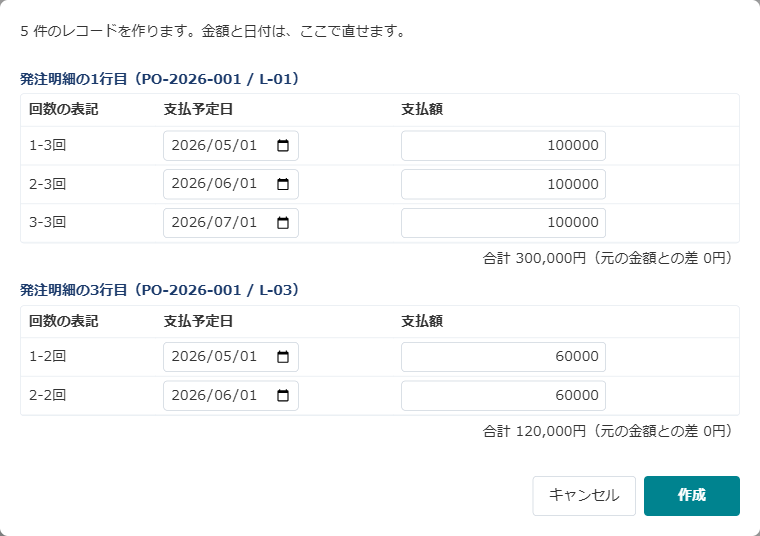 5 件のレコードを作ります。金額と日付は、ここで直せます。
発注明細の1行目（PO-2026-001 / L-01）
回数の表記 支払予定日 支払額
1-3回 2026/05/01 100000
2-3回 2026/06/01 100000
3-3回 2026/07/01 100000
合計 300,000円（元の金額との差 0円）
発注明細の3行目（PO-2026-001 / L-03）
回数の表記 支払予定日 支払額
1-2回 2026/05/01 60000
2-2回 2026/06/01 60000
合計 120,000円（元の金額との差 0円）
キャンセル 作成